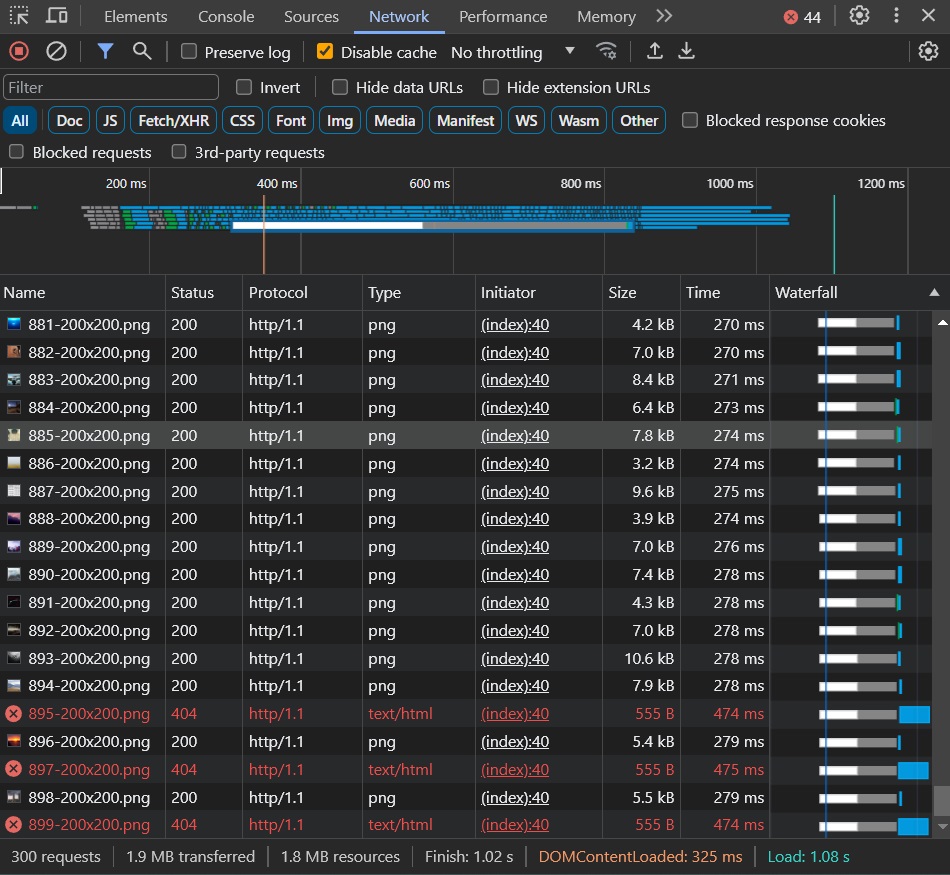 Elements Console Sources Network Performance Memory 44
Preserve log Disable cache No throttling
Filter Invert Hide data URLs Hide extension URLs
All Doc JS Fetch/XHR CSS Font Img Media Manifest WS Wasm Other Blocked response cookies
Blocked requests 3rd-party requests
200 ms 400 ms 600 ms 800 ms 1000 ms 1200 ms
Name Status Protocol Type Initiator Size Time Waterfall
881-200x200.png 200 http/1.1 png (index):40 4.2 kB 270 ms
882-200x200.png 200 http/1.1 png (index):40 7.0 kB 270 ms
883-200x200.png 200 http/1.1 png (index):40 8.4 kB 271 ms
884-200x200.png 200 http/1.1 png (index):40 6.4 kB 273 ms
885-200x200.png 200 http/1.1 png (index):40 7.8 kB 274 ms
886-200x200.png 200 http/1.1 png (index):40 3.2 kB 274 ms
887-200x200.png 200 http/1.1 png (index):40 9.6 kB 275 ms
888-200x200.png 200 http/1.1 png (index):40 3.9 kB 274 ms
889-200x200.png 200 http/1.1 png (index):40 7.0 kB 276 ms
890-200x200.png 200 http/1.1 png (index):40 7.4 kB 278 ms
891-200x200.png 200 http/1.1 png (index):40 4.3 kB 278 ms
892-200x200.png 200 http/1.1 png (index):40 7.0 kB 278 ms
893-200x200.png 200 http/1.1 png (index):40 10.6 kB 278 ms
894-200x200.png 200 http/1.1 png (index):40 7.9 kB 278 ms
895-200x200.png 404 http/1.1 text/html (index):40 555 B 474 ms
896-200x200.png 200 http/1.1 png (index):40 5.4 kB 279 ms
897-200x200.png 404 http/1.1 text/html (index):40 555 B 475 ms
898-200x200.png 200 http/1.1 png (index):40 5.5 kB 279 ms
899-200x200.png 404 http/1.1 text/html (index):40 555 B 474 ms
300 requests 1.9 MB transferred 1.8 MB resources Finish: 1.02 s DOMContentLoaded: 325 ms Load: 1.08 s